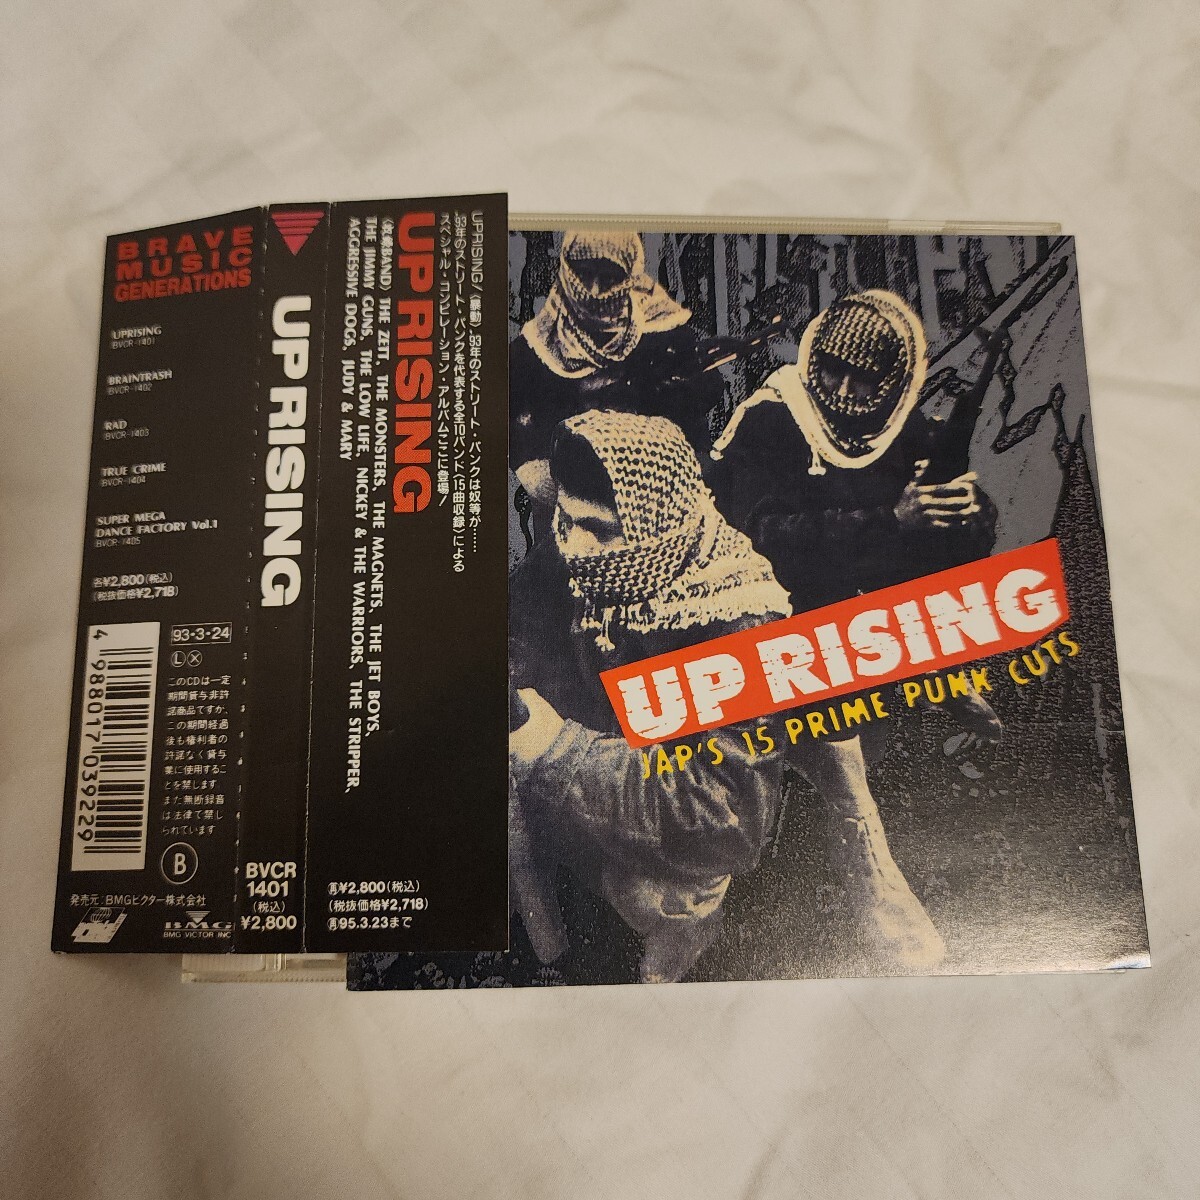 BRAVE
MUSIC
GENERATIONS
UPRISING
(BVCR-1401)
BRAINTRASH
(BVCR-1402)
RAD
(BVCR-1403)
TRUE CRIME
(BVCR-1404)
SUPER MEGA
DANCE FACTORY Vol.1
(BVCR-1405)
各¥2,800(税込)
(税抜価格¥2,718)
4988017039229
93・3・24
このCDは一定
期間貸与非許
諾商品ですか、
この期間経過
後も権利者の
許諾なく貸与
業に使用するこ
とを禁じます
また無断録音
は法律で禁じ
られています
B
発売元:BMGビクター株式会社
BMG
BMG VICTOR INC
UP RISING
BVCR
1401
(税込)
¥2,800
UP RISING
UPRISING/〈暴動〉'93年のストリート・パンクは奴等が……
'93年のストリート・パンクを代表する全10バンド〈15曲収録〉による
スペシャル・コンピレーション・アルバムここに登場!
〈収録BAND〉THE ZETT, THE MONSTERS, THE MAGNETS, THE JET BOYS,
THE JIMMY GUNS, THE LOW LIFE, NICKEY & THE WARRIORS, THE STRIPPER,
AGGRESSIVE DOGS, JUDY & MARY
再¥2,800(税込)
(税抜価格¥2,718)
再95.3.23まで
UP RISING
JAP'S 15 PRIME PUNK CUTS